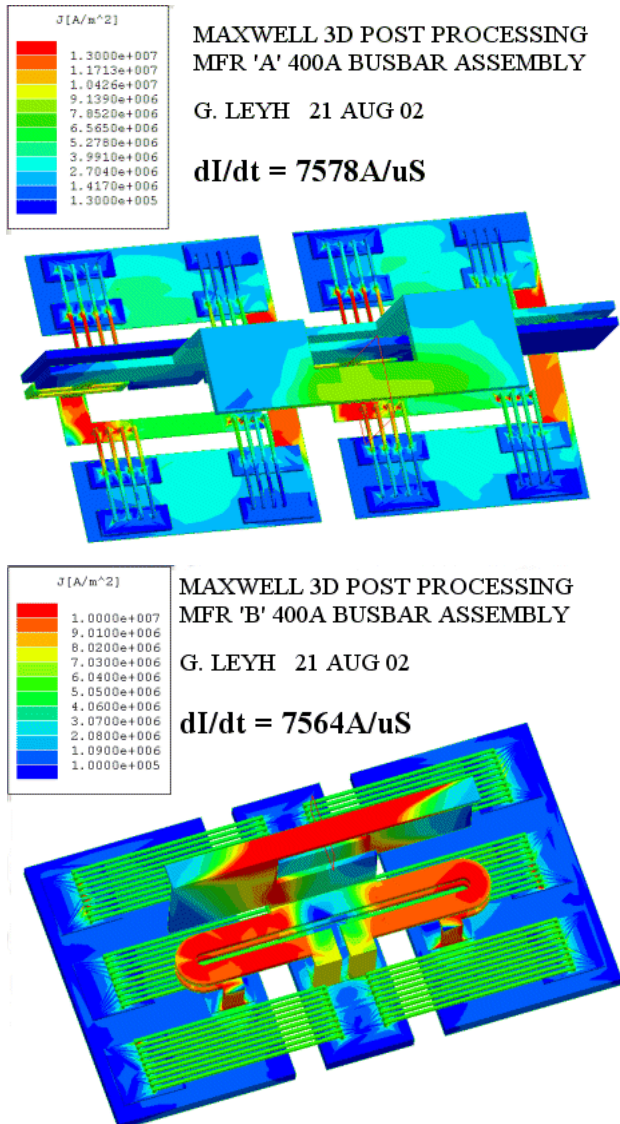 J[A/m^2]
1.3000e+007
1.1713e+007
1.0426e+007
9.1390e+006
7.8520e+006
6.5650e+006
5.2780e+006
3.9910e+006
2.7040e+006
1.4170e+006
1.3000e+005
MAXWELL 3D POST PROCESSING
MFR 'A' 400A BUSBAR ASSEMBLY
G. LEYH 21 AUG 02
dI/dt = 7578A/uS
J[A/m^2]
1.0000e+007
9.0100e+006
8.0200e+006
7.0300e+006
6.0400e+006
5.0500e+006
4.0600e+006
3.0700e+006
2.0800e+006
1.0900e+006
1.0000e+005
MAXWELL 3D POST PROCESSING
MFR 'B' 400A BUSBAR ASSEMBLY
G. LEYH 21 AUG 02
dI/dt = 7564A/uS